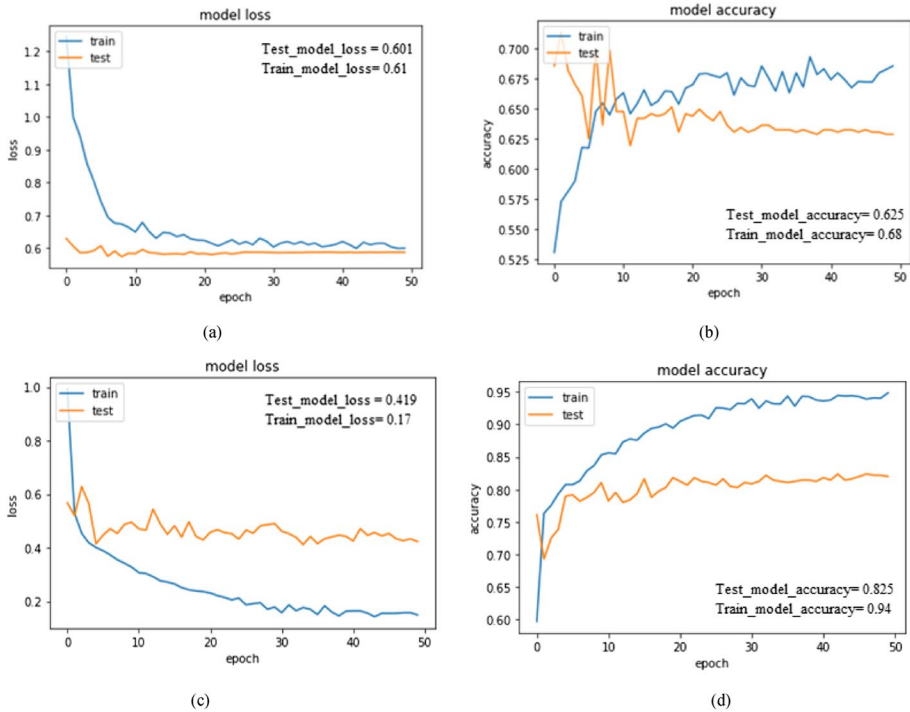 model loss
train
test
Test_model_loss = 0.601
Train_model_loss= 0.61
1.2
1.1
1.0
0.9
0.8
0.7
0.6
loss
0 10 20 30 40 50
epoch
(a)
model accuracy
train
test
0.700
0.675
0.650
0.625
0.600
0.575
0.550
0.525
accuracy
Test_model_accuracy= 0.625
Train_model_accuracy= 0.68
0 10 20 30 40 50
epoch
(b)
model loss
train
test
Test_model_loss = 0.419
Train_model_loss= 0.17
1.0
0.8
0.6
0.4
0.2
loss
0 10 20 30 40 50
epoch
(c)
model accuracy
train
test
0.95
0.90
0.85
0.80
0.75
0.70
0.65
0.60
accuracy
Test_model_accuracy= 0.825
Train_model_accuracy= 0.94
0 10 20 30 40 50
epoch
(d)